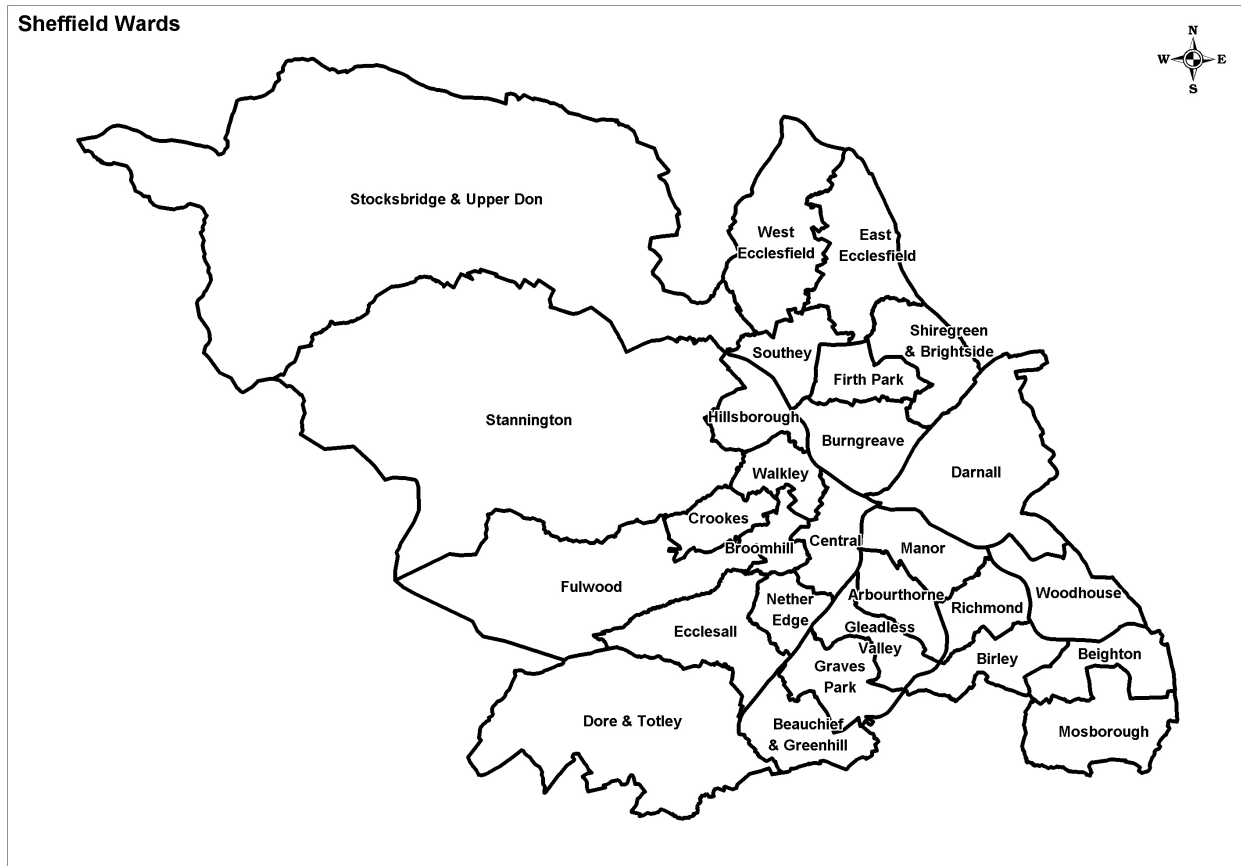 Sheffield Wards
N
W E
S
Stocksbridge & Upper Don
West
Ecclesfield
East
Ecclesfield
Shiregreen
& Brightside
Southey
Firth Park
Stannington
Hillsborough
Burngreave
Walkley
Darnall
Crookes
Broomhill
Central
Manor
Fulwood
Nether
Edge
Arbourthorne
Richmond
Woodhouse
Ecclesall
Gleadless
Valley
Graves
Park
Birley
Beighton
Dore & Totley
Beauchief
& Greenhill
Mosborough